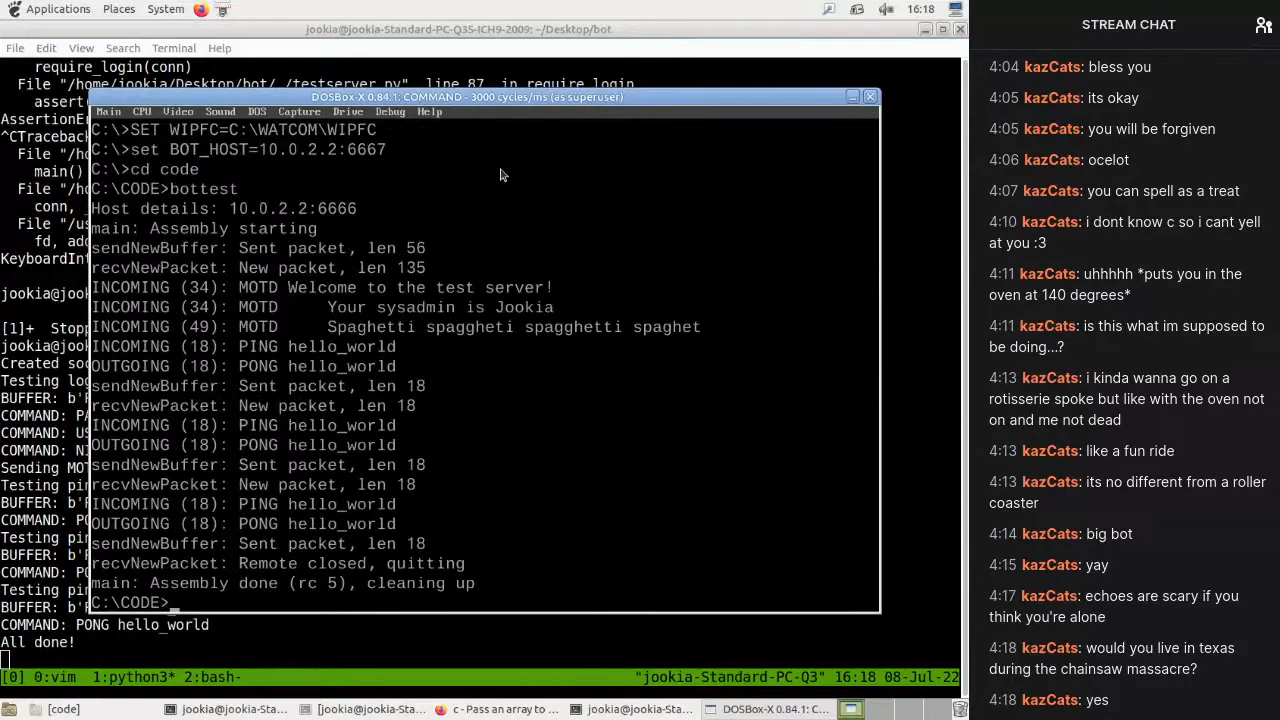 Applications Places System 16:18
jookia@jookia-Standard-PC-Q35-ICH9-2009: ~/Desktop/bot
File Edit View Search Terminal Help
require_login(conn)
File "/home/jookia/Desktop/bot/./testserver.py", line 87, in require_login
assert(
AssertionErr
^CTraceback
File "/ho
main()
File "/ho
conn, _
File "/us
fd, add
KeyboardInt
jookia@jook
[1]+ Stopp
jookia@jook
Created soc
Testing log
BUFFER: b'P
COMMAND: PA
COMMAND: US
COMMAND: NI
Sending MOT
Testing pin
BUFFER: b'P
COMMAND: PO
Testing pin
BUFFER: b'P
COMMAND: PO
Testing pin
BUFFER: b'P
COMMAND: PONG hello_world
All done!
[0] 0:vim 1:python3* 2:bash- "jookia-Standard-PC-Q3" 16:18 08-Jul-22
DOSBox-X 0.84.1: COMMAND - 3000 cycles/ms (as superuser)
Main CPU Video Sound DOS Capture Drive Debug Help
C:\>SET WIPFC=C:\WATCOM\WIPFC
C:\>set BOT_HOST=10.0.2.2:6667
C:\>cd code
C:\CODE>bottest
Host details: 10.0.2.2:6666
main: Assembly starting
sendNewBuffer: Sent packet, len 56
recvNewPacket: New packet, len 135
INCOMING (34): MOTD Welcome to the test server!
INCOMING (34): MOTD Your sysadmin is Jookia
INCOMING (49): MOTD Spaghetti spaggheti spagghetti spaghet
INCOMING (18): PING hello_world
OUTGOING (18): PONG hello_world
sendNewBuffer: Sent packet, len 18
recvNewPacket: New packet, len 18
INCOMING (18): PING hello_world
OUTGOING (18): PONG hello_world
sendNewBuffer: Sent packet, len 18
recvNewPacket: New packet, len 18
INCOMING (18): PING hello_world
OUTGOING (18): PONG hello_world
sendNewBuffer: Sent packet, len 18
recvNewPacket: Remote closed, quitting
main: Assembly done (rc 5), cleaning up
C:\CODE>_
[code] jookia@jookia-Sta... [jookia@jookia-Sta... c - Pass an array to ... jookia@jookia-Sta... DOSBox-X 0.84.1: C...
STREAM CHAT
4:04 kazCats: bless you
4:05 kazCats: its okay
4:05 kazCats: you will be forgiven
4:06 kazCats: ocelot
4:07 kazCats: you can spell as a treat
4:10 kazCats: i dont know c so i cant yell
at you :3
4:11 kazCats: uhhhhh *puts you in the
oven at 140 degrees*
4:11 kazCats: is this what im supposed to
be doing...?
4:13 kazCats: i kinda wanna go on a
rotisserie spoke but like with the oven not
on and me not dead
4:13 kazCats: like a fun ride
4:13 kazCats: its no different from a roller
coaster
4:14 kazCats: big bot
4:15 kazCats: yay
4:17 kazCats: echoes are scary if you
think you're alone
4:18 kazCats: would you live in texas
during the chainsaw massacre?
4:18 kazCats: yes